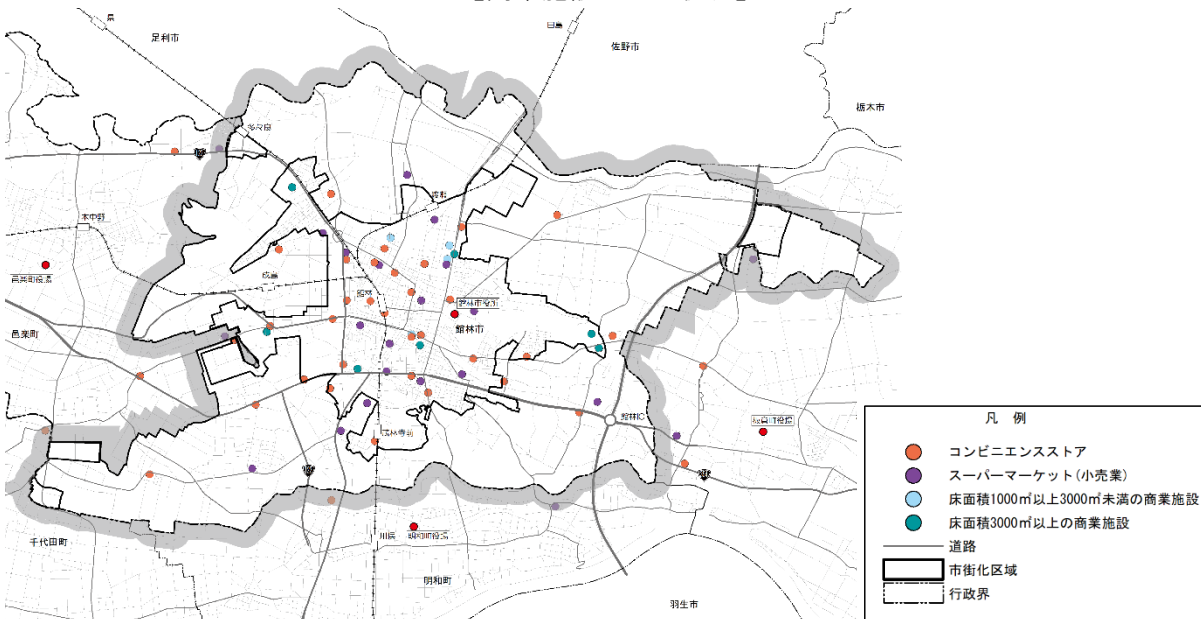 県
足利市
田島
佐野市
栃木市
多々良
渡瀬
本中野
邑楽町役場
成島
館林
館林市役所
館林市
邑楽町
館林IC
板倉町役場
茂林寺前
川俣
明和町役場
千代田町
明和町
羽生市
凡 例
コンビニエンスストア
スーパーマーケット(小売業)
床面積1000㎡以上3000㎡未満の商業施設
床面積3000㎡以上の商業施設
道路
市街化区域
行政界